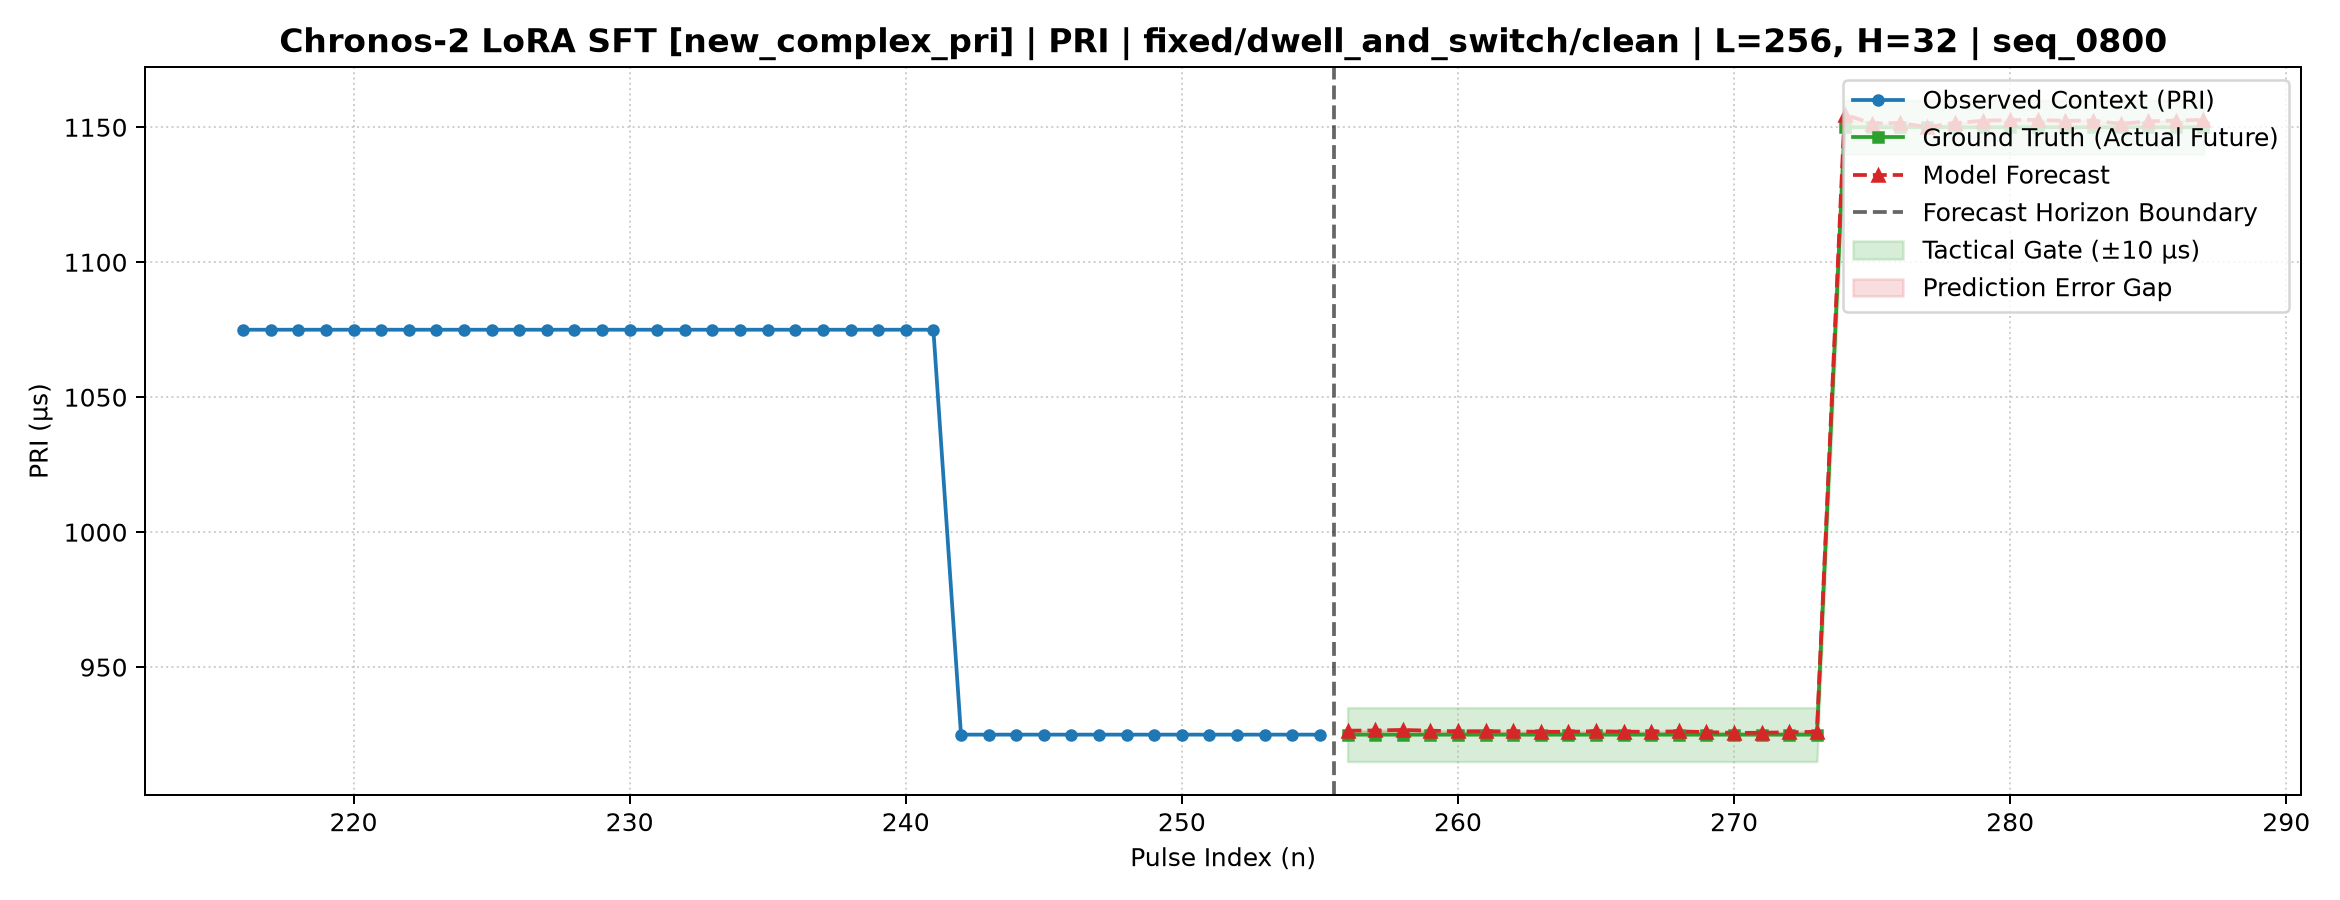 Chronos-2 LoRA SFT [new_complex_pri] | PRI | fixed/dwell_and_switch/clean | L=256, H=32 | seq_0800
Observed Context (PRI)
Ground Truth (Actual Future)
Model Forecast
Forecast Horizon Boundary
Tactical Gate (±10 µs)
Prediction Error Gap
1150
1100
1050
1000
950
PRI (µs)
220 230 240 250 260 270 280 290
Pulse Index (n)